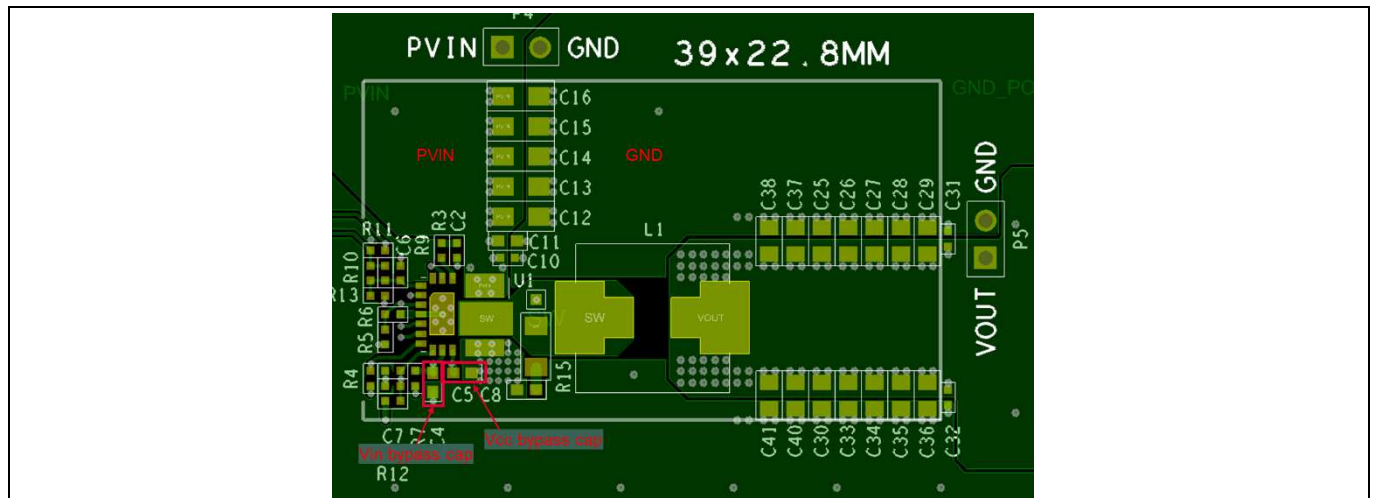 P4
PVIN
GND
39x22.8MM
PVIN
GND_PO
C16
C15
C14
C13
C12
C11
C10
PVIN
GND
GND
VOUT
P5
C38
C37
C25
C26
C27
C28
C29
C31
L1
R3
C2
R11
C6
R9
R10
R13
U1
R6
R5
SW
SW
VOUT
R4
R15
C5
C8
C7
C4
Vin bypass cap
Vcc bypass cap
R12
C41
C40
C30
C33
C34
C35
C36
C32